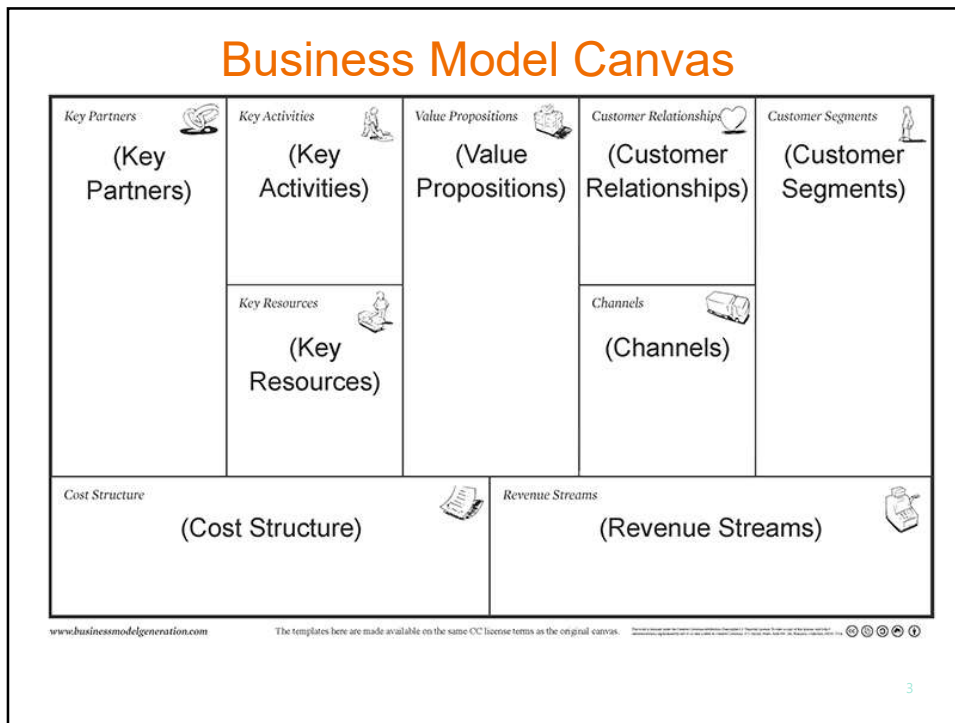 Business Model Canvas
Key Partners
(Key
Partners)
Key Activities
(Key
Activities)
Key Resources
(Key
Resources)
Value Propositions
(Value
Propositions)
Customer Relationships
(Customer
Relationships)
Channels
(Channels)
Customer Segments
(Customer
Segments)
Cost Structure
(Cost Structure)
Revenue Streams
(Revenue Streams)
www.businessmodelgeneration.com
The templates here are made available on the same CC license terms as the original canvas.
3